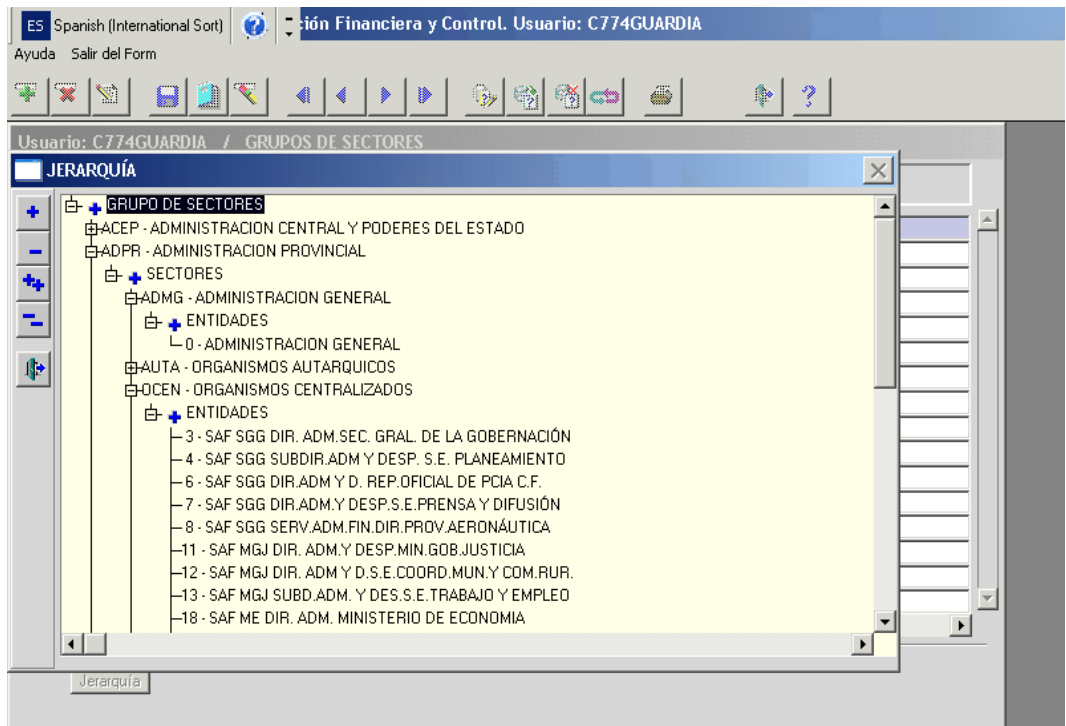 ES Spanish (International Sort)
ción Financiera y Control. Usuario: C774GUARDIA
Ayuda Salir del Form
Usuario: C774GUARDIA / GRUPOS DE SECTORES
JERARQUÍA
GRUPO DE SECTORES
ACEP - ADMINISTRACION CENTRAL Y PODERES DEL ESTADO
ADPR - ADMINISTRACION PROVINCIAL
SECTORES
ADMG - ADMINISTRACION GENERAL
ENTIDADES
0 - ADMINISTRACION GENERAL
AUTA - ORGANISMOS AUTARQUICOS
OCEN - ORGANISMOS CENTRALIZADOS
ENTIDADES
3 - SAF SGG DIR. ADM.SEC. GRAL. DE LA GOBERNACIÓN
4 - SAF SGG SUBDIR.ADM Y DESP. S.E. PLANEAMIENTO
6 - SAF SGG DIR.ADM Y D. REP.OFICIAL DE PCIA C.F.
7 - SAF SGG DIR.ADM.Y DESP.S.E.PRENSA Y DIFUSIÓN
8 - SAF SGG SERV.ADM.FIN.DIR.PROV.AERONÁUTICA
11 - SAF MGJ DIR. ADM.Y DESP.MIN.GOB.JUSTICIA
12 - SAF MGJ DIR. ADM Y D.S.E.COORD.MUN.Y COM.RUR.
13 - SAF MGJ SUBD.ADM. Y DES.S.E.TRABAJO Y EMPLEO
18 - SAF ME DIR. ADM. MINISTERIO DE ECONOMIA
Jerarquía